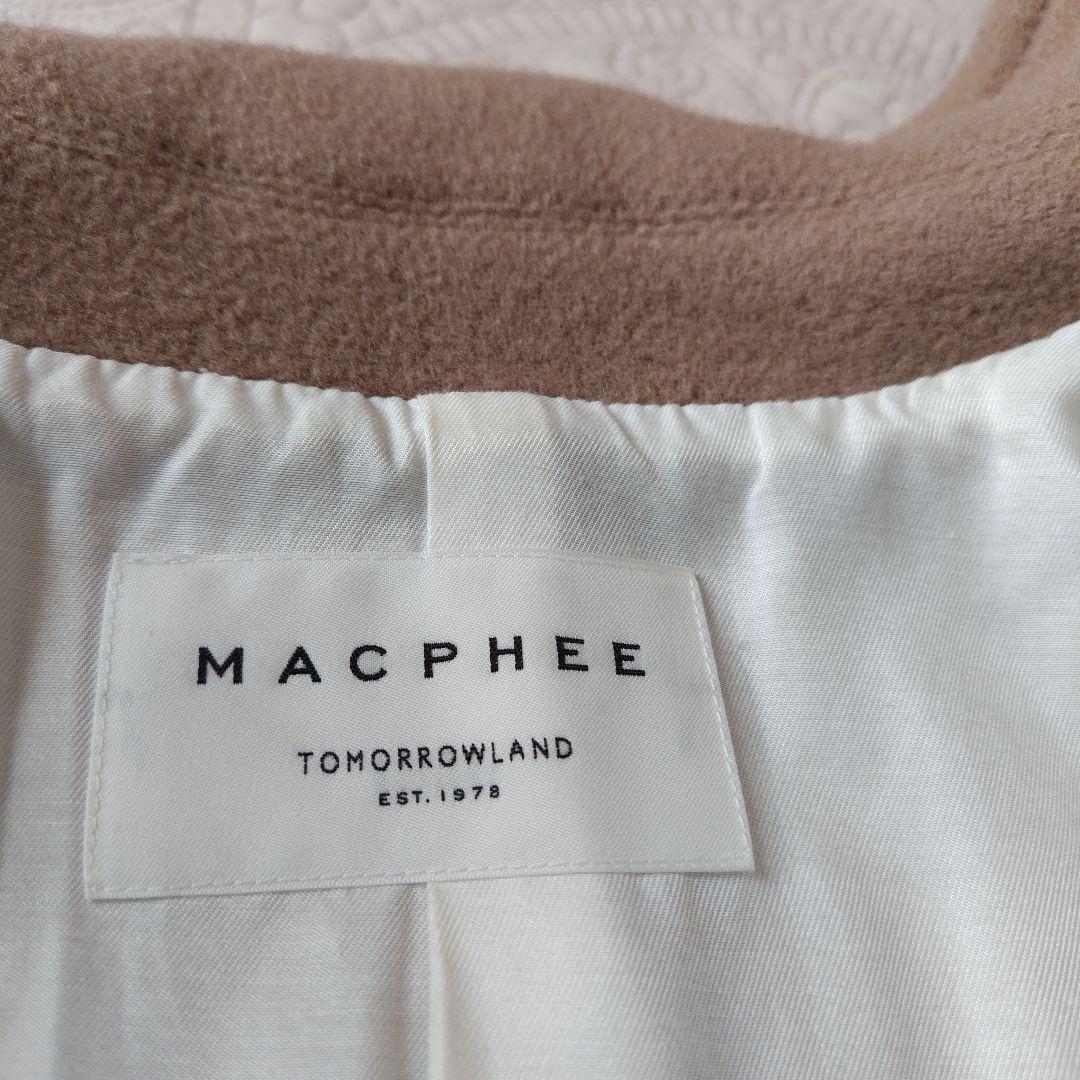 MACPHEE
TOMORROWLAND
EST. 1978